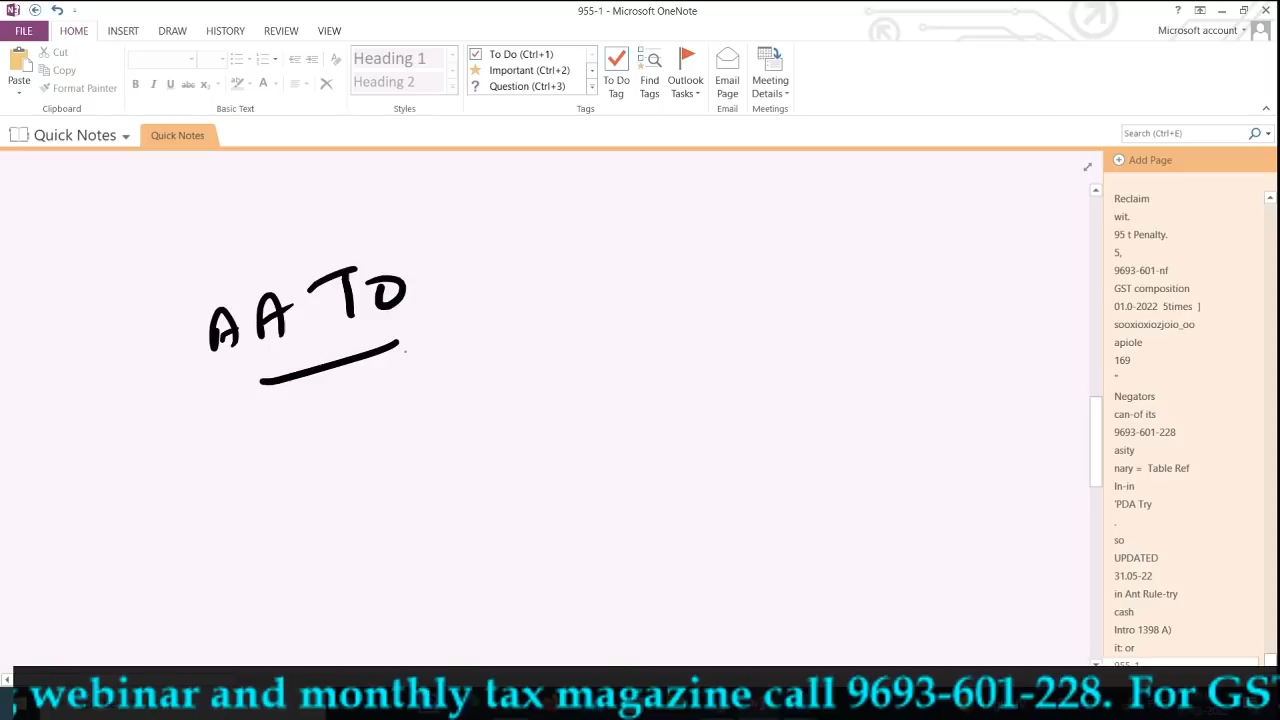 955-1 - Microsoft OneNote
?
FILE
HOME
INSERT
DRAW
HISTORY
REVIEW
VIEW
Microsoft account
Paste
Cut
Copy
Format Painter
Clipboard
B I U abc x₂
A
Basic Text
Heading 1
Heading 2
Styles
To Do (Ctrl+1)
Important (Ctrl+2)
? Question (Ctrl+3)
To Do Tag
Find Tags
Tags
Outlook Tasks
Email Page
Email
Meeting Details
Meetings
Quick Notes
Quick Notes
Search (Ctrl+E)
Add Page
AATO
Reclaim
wit.
95 t Penalty.
5,
9693-601-nf
GST composition
01.0-2022 5times ]
sooxioxiozjoio_oo
apiole
169
"
Negators
can-of its
9693-601-228
asity
nary = Table Ref
In-in
'PDA Try
.
so
UPDATED
31.05-22
in Ant Rule-try
cash
Intro 1398 A)
it: or
955-1
, webinar and monthly tax magazine call 9693-601-228. For GST